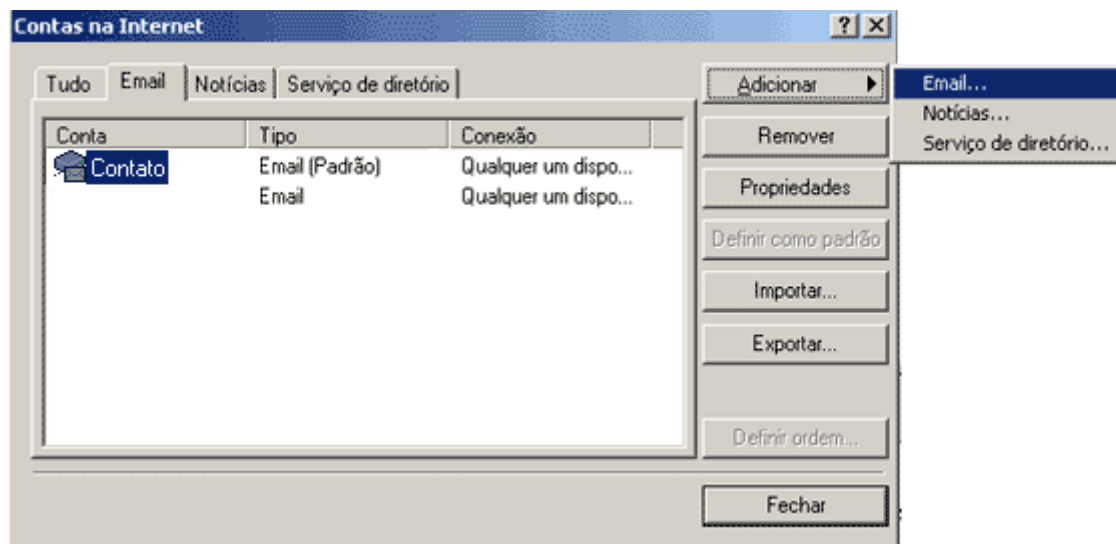 Contas na Internet
Tudo Email Notícias Serviço de diretório
Conta Tipo Conexão
Contato Email (Padrão) Qualquer um dispo...
Email Qualquer um dispo...
Adicionar
Remover
Propriedades
Definir como padrão
Importar...
Exportar...
Definir ordem...
Fechar
Email...
Notícias...
Serviço de diretório...